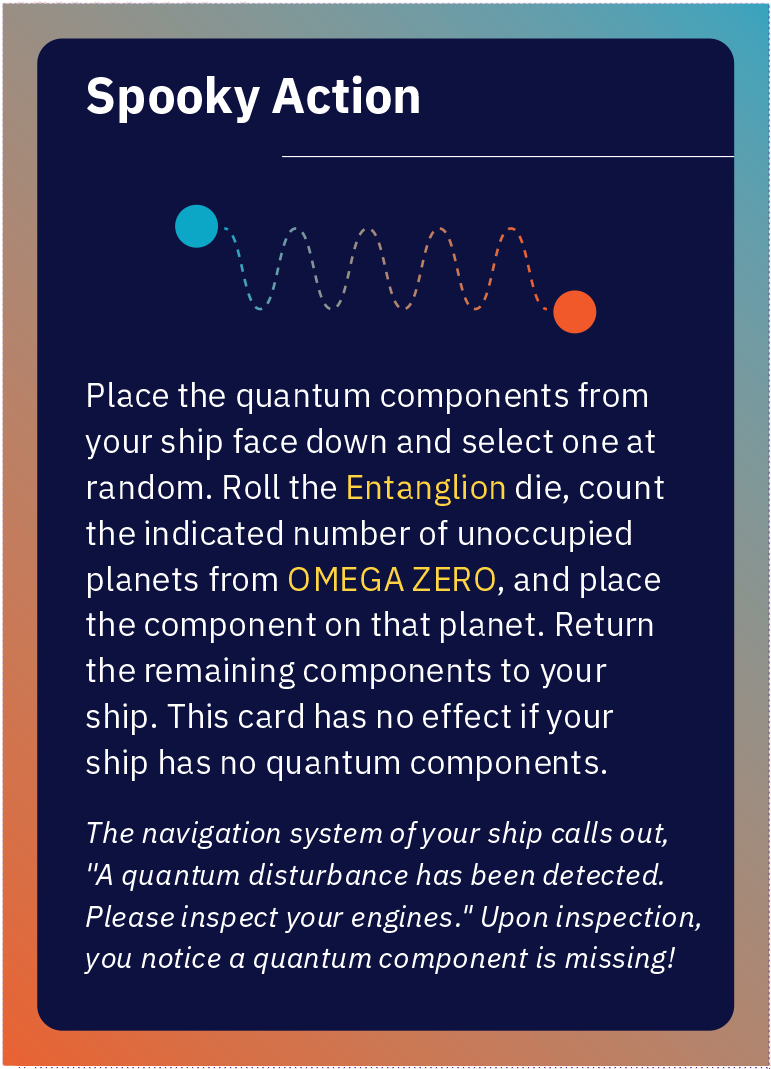 Spooky Action
Place the quantum components from
your ship face down and select one at
random. Roll the Entanglion die, count
the indicated number of unoccupied
planets from OMEGA ZERO, and place
the component on that planet. Return
the remaining components to your
ship. This card has no effect if your
ship has no quantum components.
The navigation system of your ship calls out,
"A quantum disturbance has been detected.
Please inspect your engines." Upon inspection,
you notice a quantum component is missing!